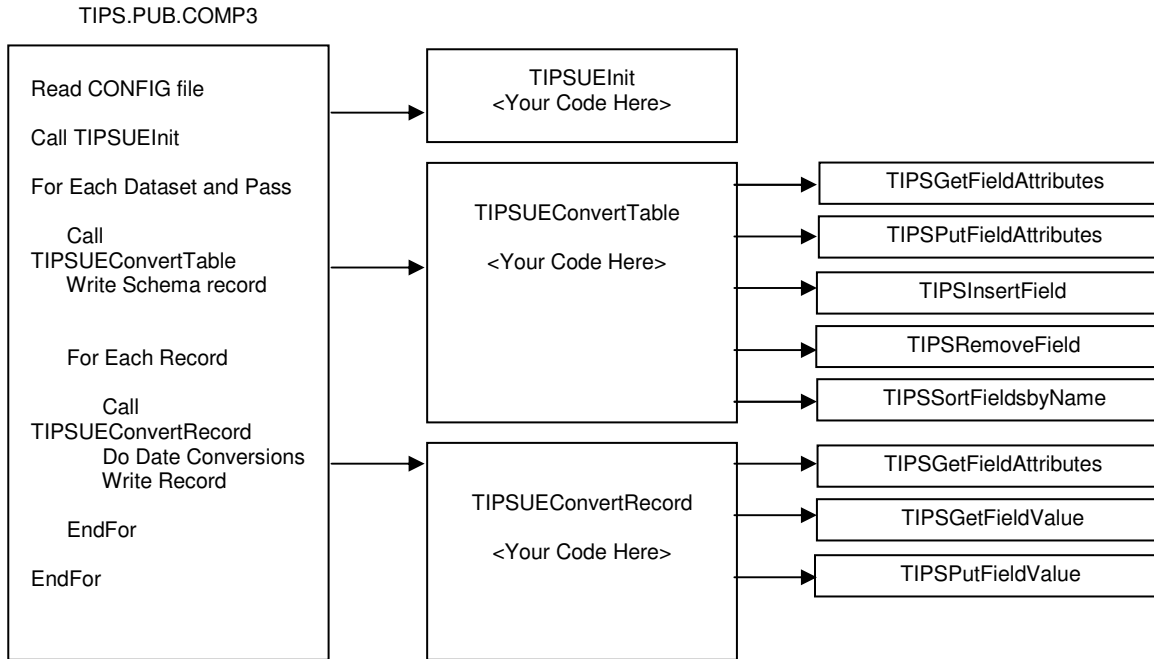 TIPS.PUB.COMP3
Read CONFIG file
Call TIPSUEInit
For Each Dataset and Pass
Call
TIPSUEConvertTable
Write Schema record
For Each Record
Call
TIPSUEConvertRecord
Do Date Conversions
Write Record
EndFor
EndFor
TIPSUEInit
<Your Code Here>
TIPSUEConvertTable
<Your Code Here>
TIPSUEConvertRecord
<Your Code Here>
TIPSGetFieldAttributes
TIPSPutFieldAttributes
TIPSInsertField
TIPSRemoveField
TIPSSortFieldsbyName
TIPSGetFieldAttributes
TIPSGetFieldValue
TIPSPutFieldValue